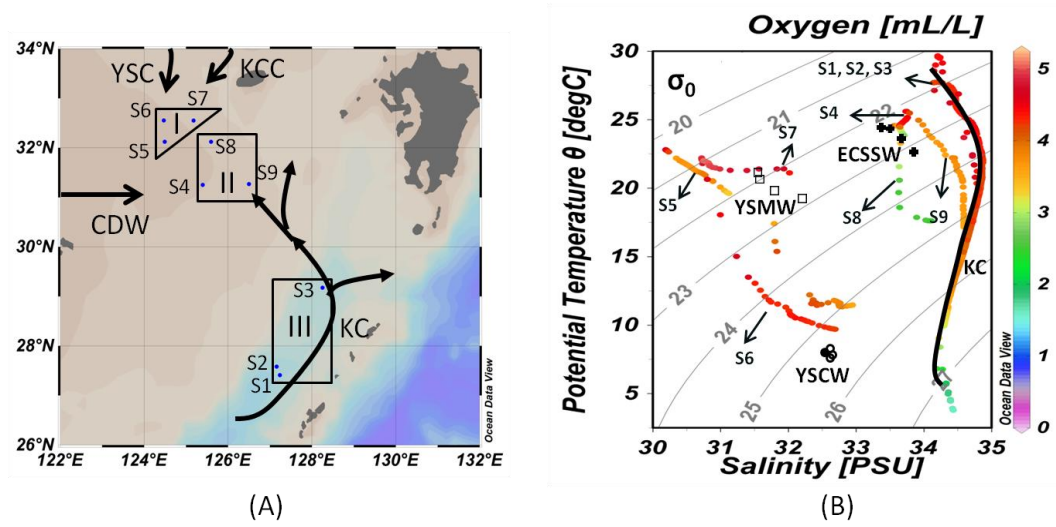 34°N
32°N
30°N
28°N
26°N
122°E
124°E
126°E
128°E
130°E
132°E
YSC
KCC
S6
S7
I
S5
S8
S4
II
S9
CDW
S3
III
KC
S2
S1
Ocean Data View
(A)
Oxygen [mL/L]
Potential Temperature θ [degC]
30
25
20
15
10
5
σ0
S1, S2, S3
20
21
22
S4
S7
ECSSW
S5
YSMW
S8
S9
23
KC
24
S6
YSCW
25
26
30
31
32
33
34
35
Salinity [PSU]
5
4
3
2
1
0
Ocean Data View
(B)